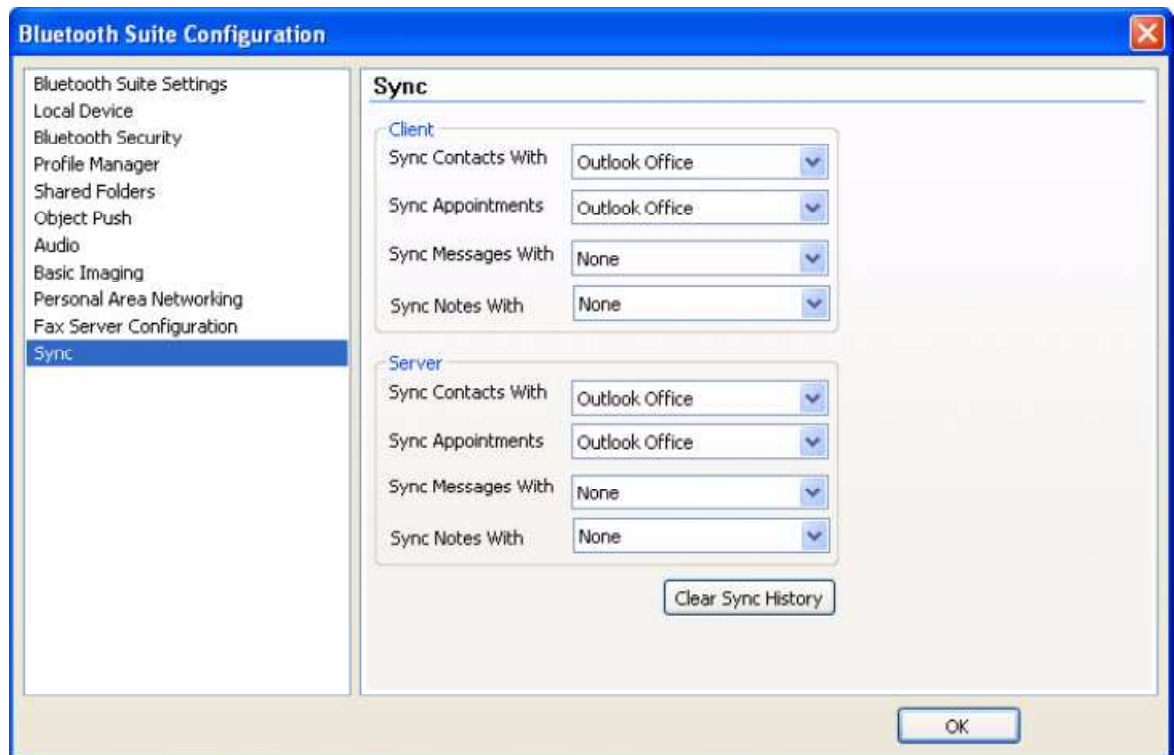 Bluetooth Suite Configuration
Bluetooth Suite Settings
Local Device
Bluetooth Security
Profile Manager
Shared Folders
Object Push
Audio
Basic Imaging
Personal Area Networking
Fax Server Configuration
Sync
Sync
Client
Sync Contacts With Outlook Office
Sync Appointments Outlook Office
Sync Messages With None
Sync Notes With None
Server
Sync Contacts With Outlook Office
Sync Appointments Outlook Office
Sync Messages With None
Sync Notes With None
Clear Sync History
OK